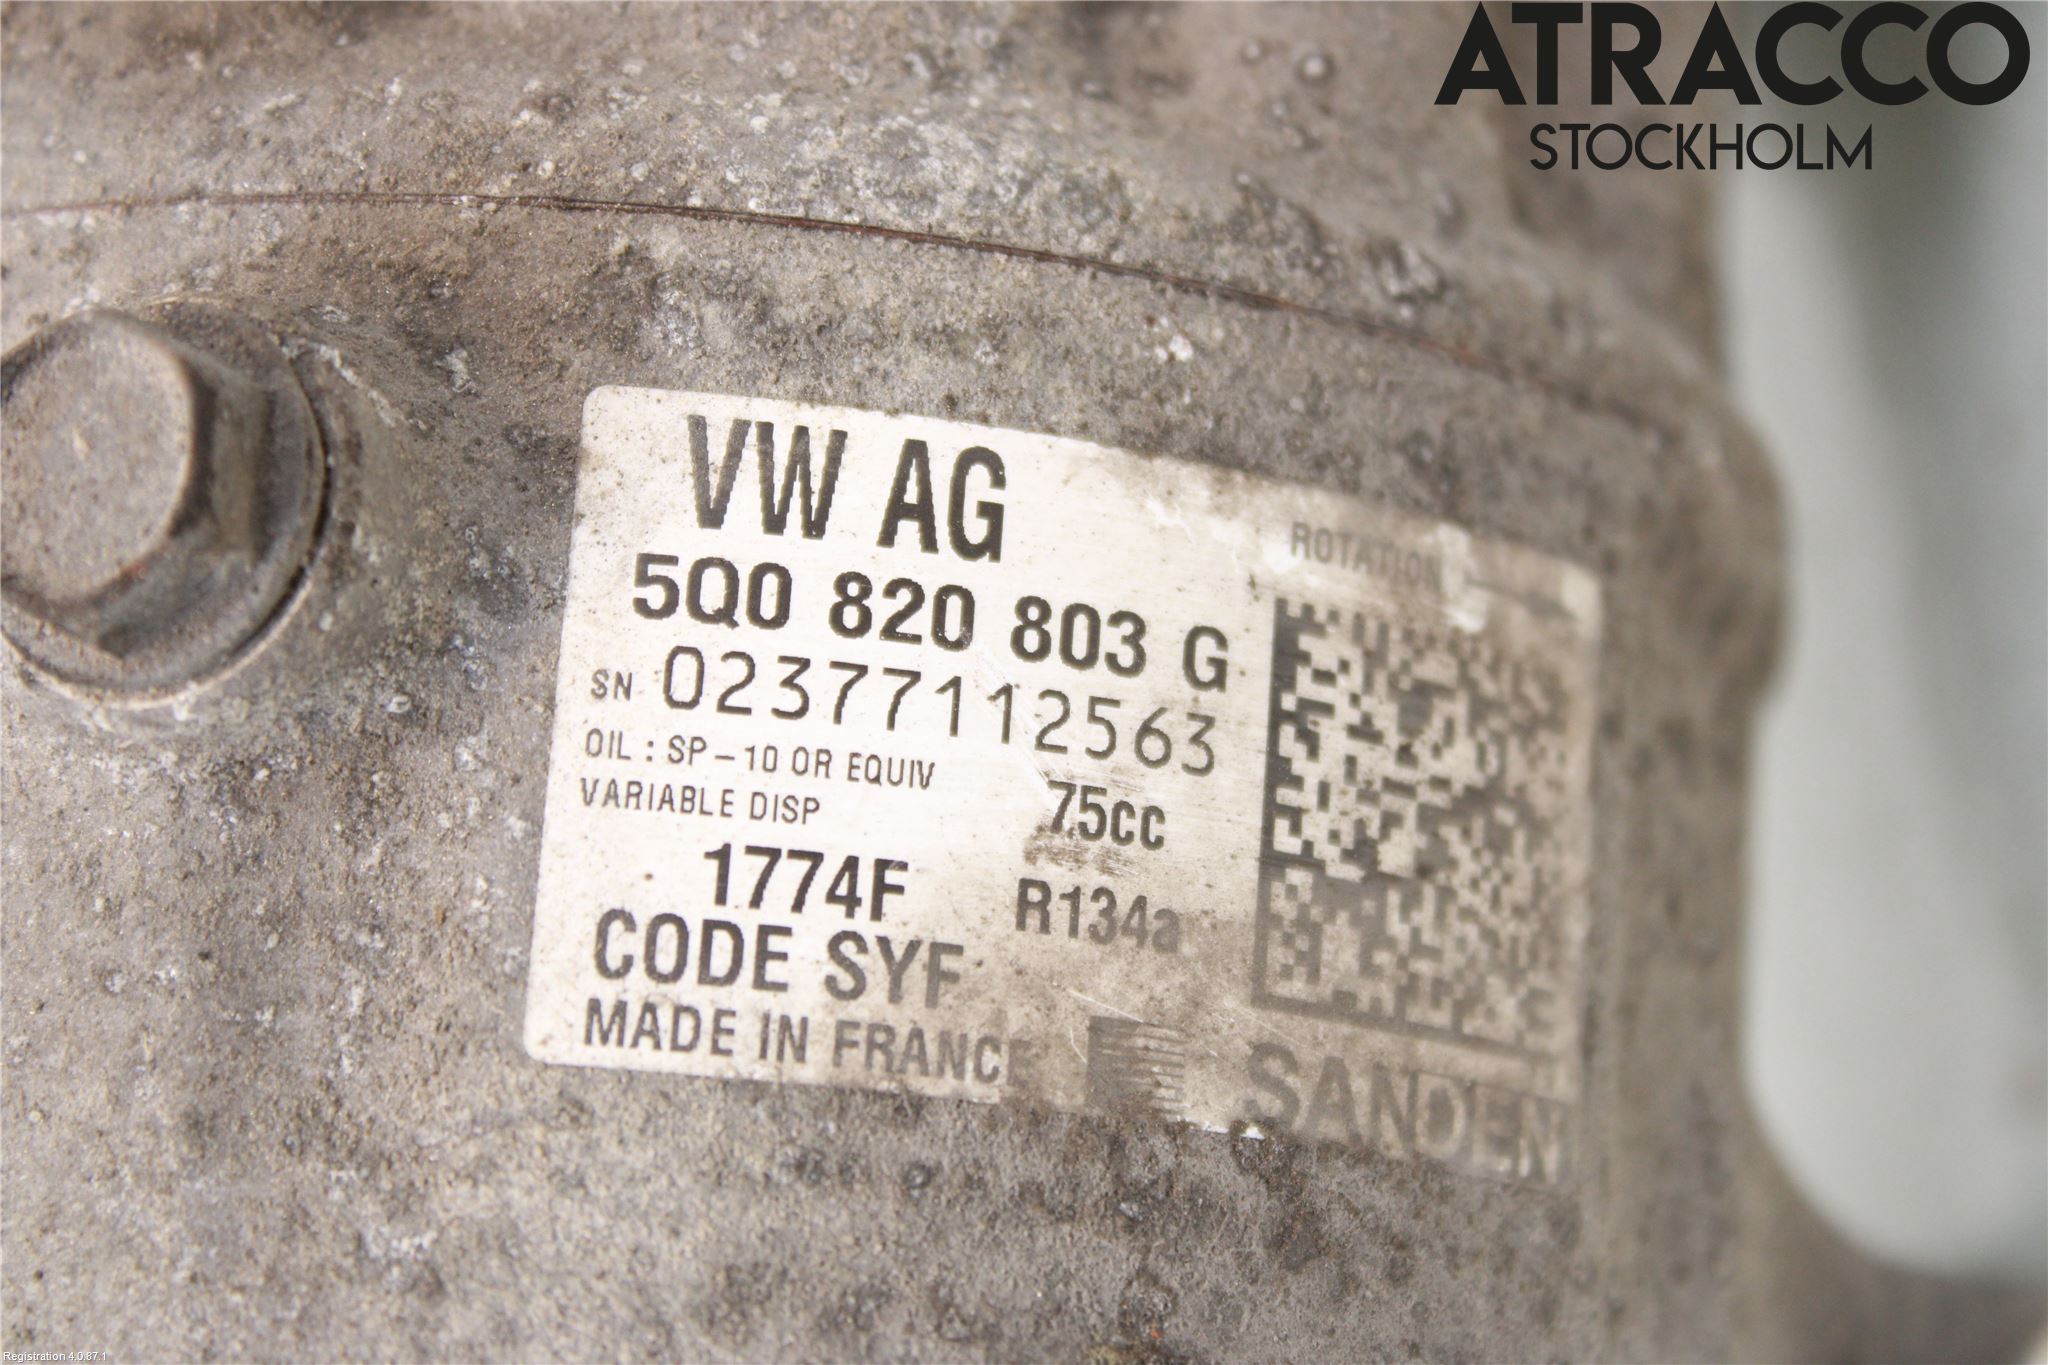 ATRACCO
STOCKHOLM
VW AG
ROTATION
5Q0 820 803 G
SN 02377112563
OIL : SP-10 OR EQUIV
VARIABLE DISP 75cc
1774F R134a
CODE SYF
MADE IN FRANCE
SANDEN
Registration 4.0.87.1